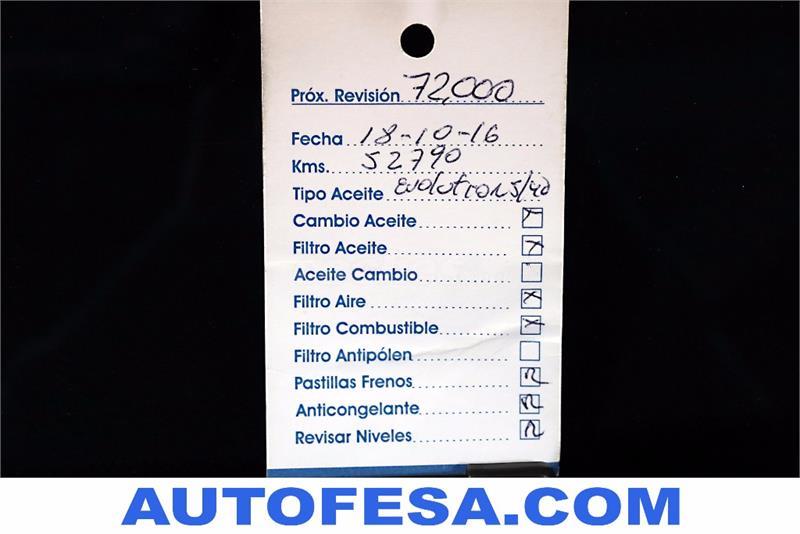 Próx. Revisión 72,000
Fecha 18-10-16
Kms. 52790
Tipo Aceite Evolution 5/40
Cambio Aceite X
Filtro Aceite X
Aceite Cambio
Filtro Aire X
Filtro Combustible X
Filtro Antipólen
Pastillas Frenos R
Anticongelante R
Revisar Niveles R
AUTOFESA.COM